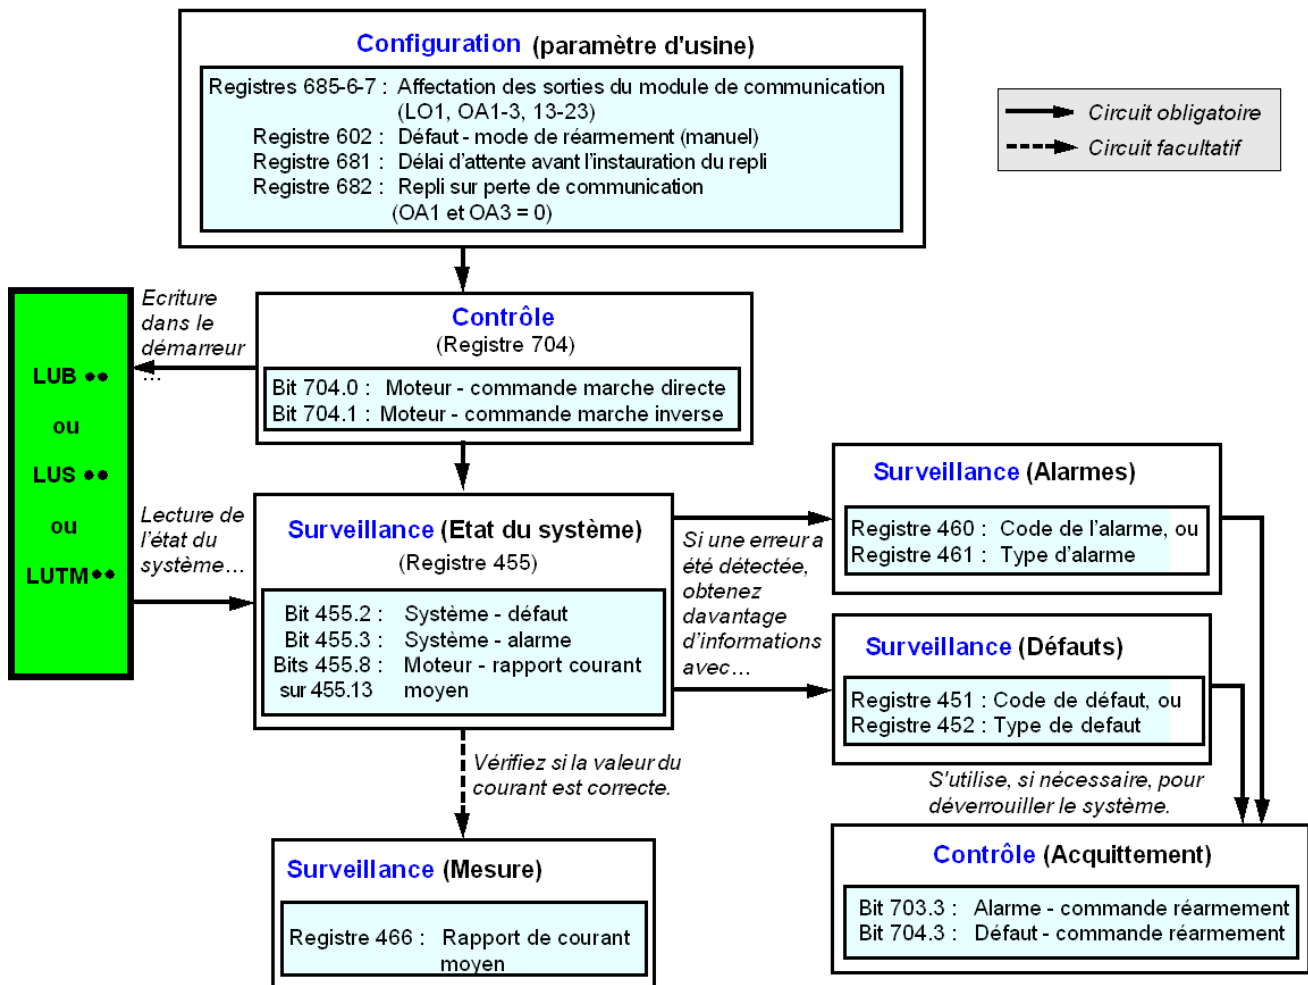 Configuration (paramètre d'usine)
Registres 685-6-7 : Affectation des sorties du module de communication
(LO1, OA1-3, 13-23)
Registre 602 : Défaut - mode de réarmement (manuel)
Registre 681 : Délai d'attente avant l'instauration du repli
Registre 682 : Repli sur perte de communication
(OA1 et OA3 = 0)
Circuit obligatoire
Circuit facultatif
Ecriture
dans le
démarreur
…
LUB ••
ou
LUS ••
ou
LUTM••
Contrôle
(Registre 704)
Bit 704.0 : Moteur - commande marche directe
Bit 704.1 : Moteur - commande marche inverse
Lecture de
l'état du
système…
Surveillance (Etat du système)
(Registre 455)
Bit 455.2 : Système - défaut
Bit 455.3 : Système - alarme
Bits 455.8 : Moteur - rapport courant
sur 455.13 moyen
Si une erreur a
été détectée,
obtenez
davantage
d'informations
avec…
Surveillance (Alarmes)
Registre 460 : Code de l'alarme, ou
Registre 461 : Type d'alarme
Surveillance (Défauts)
Registre 451 : Code de défaut, ou
Registre 452 : Type de defaut
Vérifiez si la valeur du
courant est correcte.
S'utilise, si nécessaire, pour
déverrouiller le système.
Surveillance (Mesure)
Registre 466 : Rapport de courant
moyen
Contrôle (Acquittement)
Bit 703.3 : Alarme - commande réarmement
Bit 704.3 : Défaut - commande réarmement